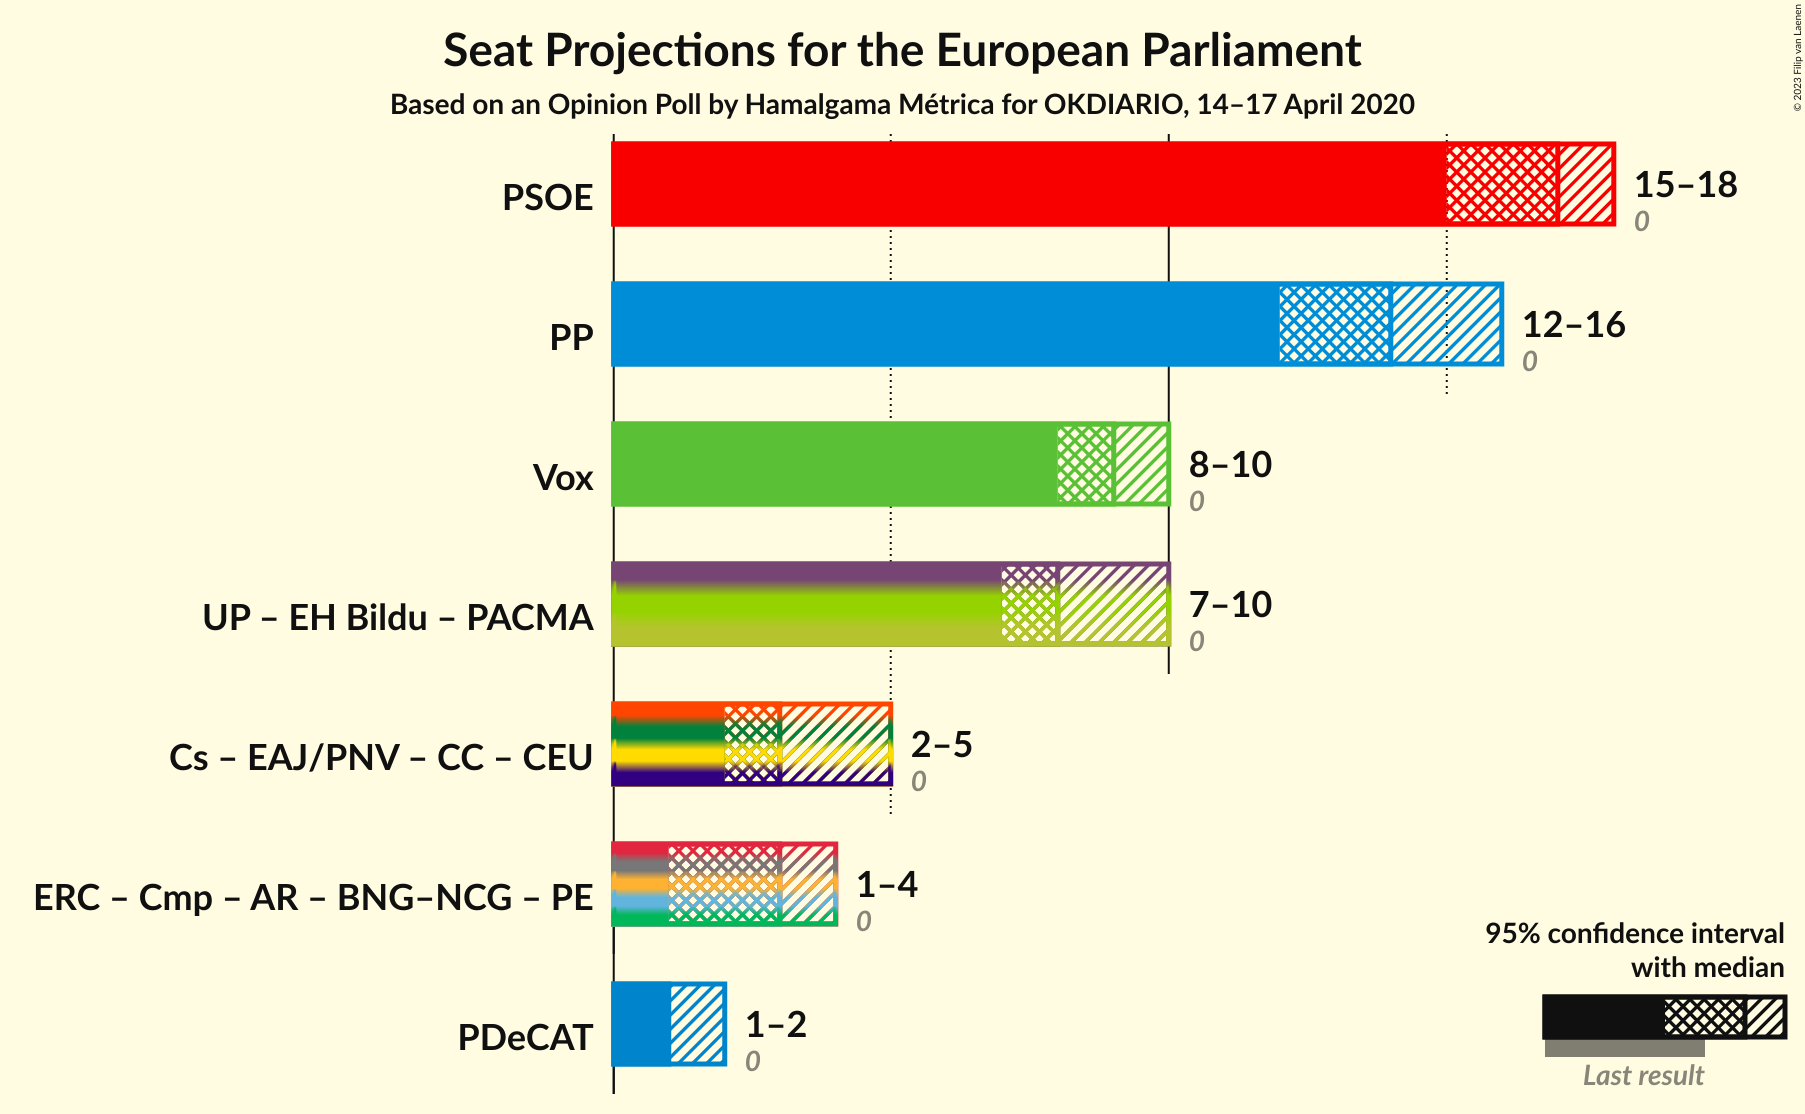 Seat Projections for the European Parliament
Based on an Opinion Poll by Hamalgama Métrica for OKDIARIO, 14–17 April 2020
© 2023 Filip van Laenen
PSOE
15–18
0
PP
12–16
0
Vox
8–10
0
UP – EH Bildu – PACMA
7–10
0
Cs – EAJ/PNV – CC – CEU
2–5
0
ERC – Cmp – AR – BNG–NCG – PE
1–4
0
PDeCAT
1–2
0
95% confidence interval
with median
Last result